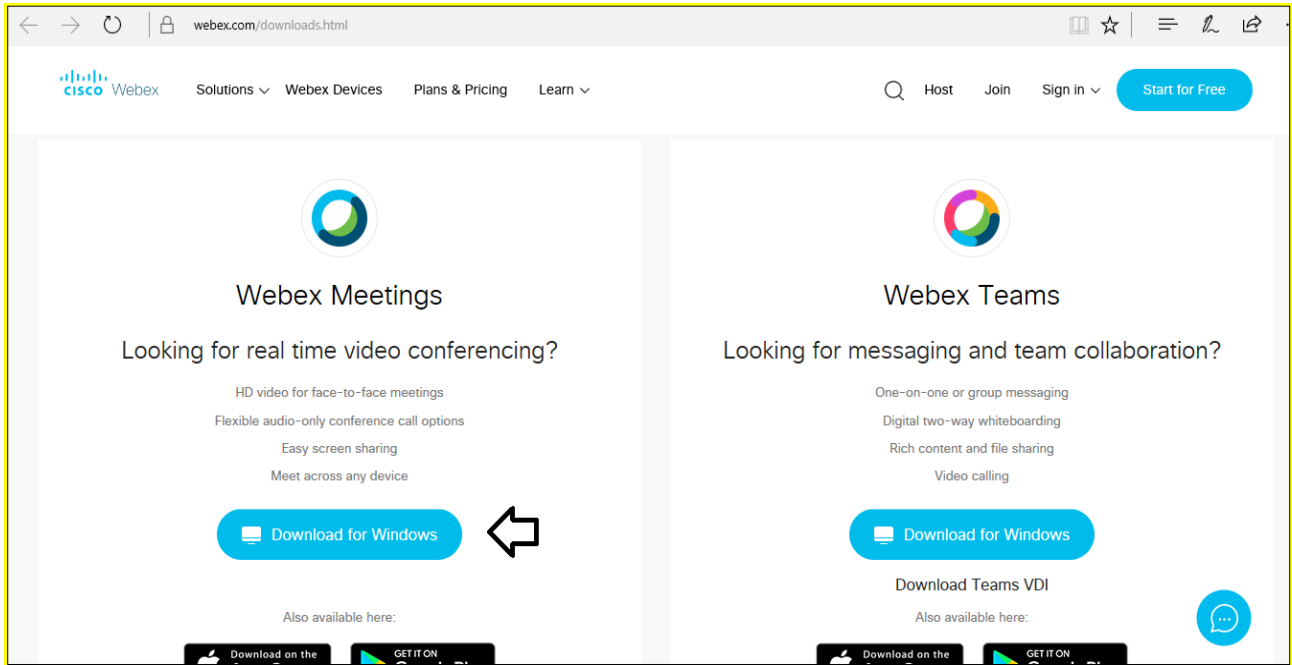 webex.com/downloads.html
CISCO Webex Solutions Webex Devices Plans & Pricing Learn Host Join Sign in Start for Free
Webex Meetings
Looking for real time video conferencing?
HD video for face-to-face meetings
Flexible audio-only conference call options
Easy screen sharing
Meet across any device
Download for Windows
Also available here:
Download on the
GET IT ON
Webex Teams
Looking for messaging and team collaboration?
One-on-one or group messaging
Digital two-way whiteboarding
Rich content and file sharing
Video calling
Download for Windows
Download Teams VDI
Also available here:
Download on the
GET IT ON